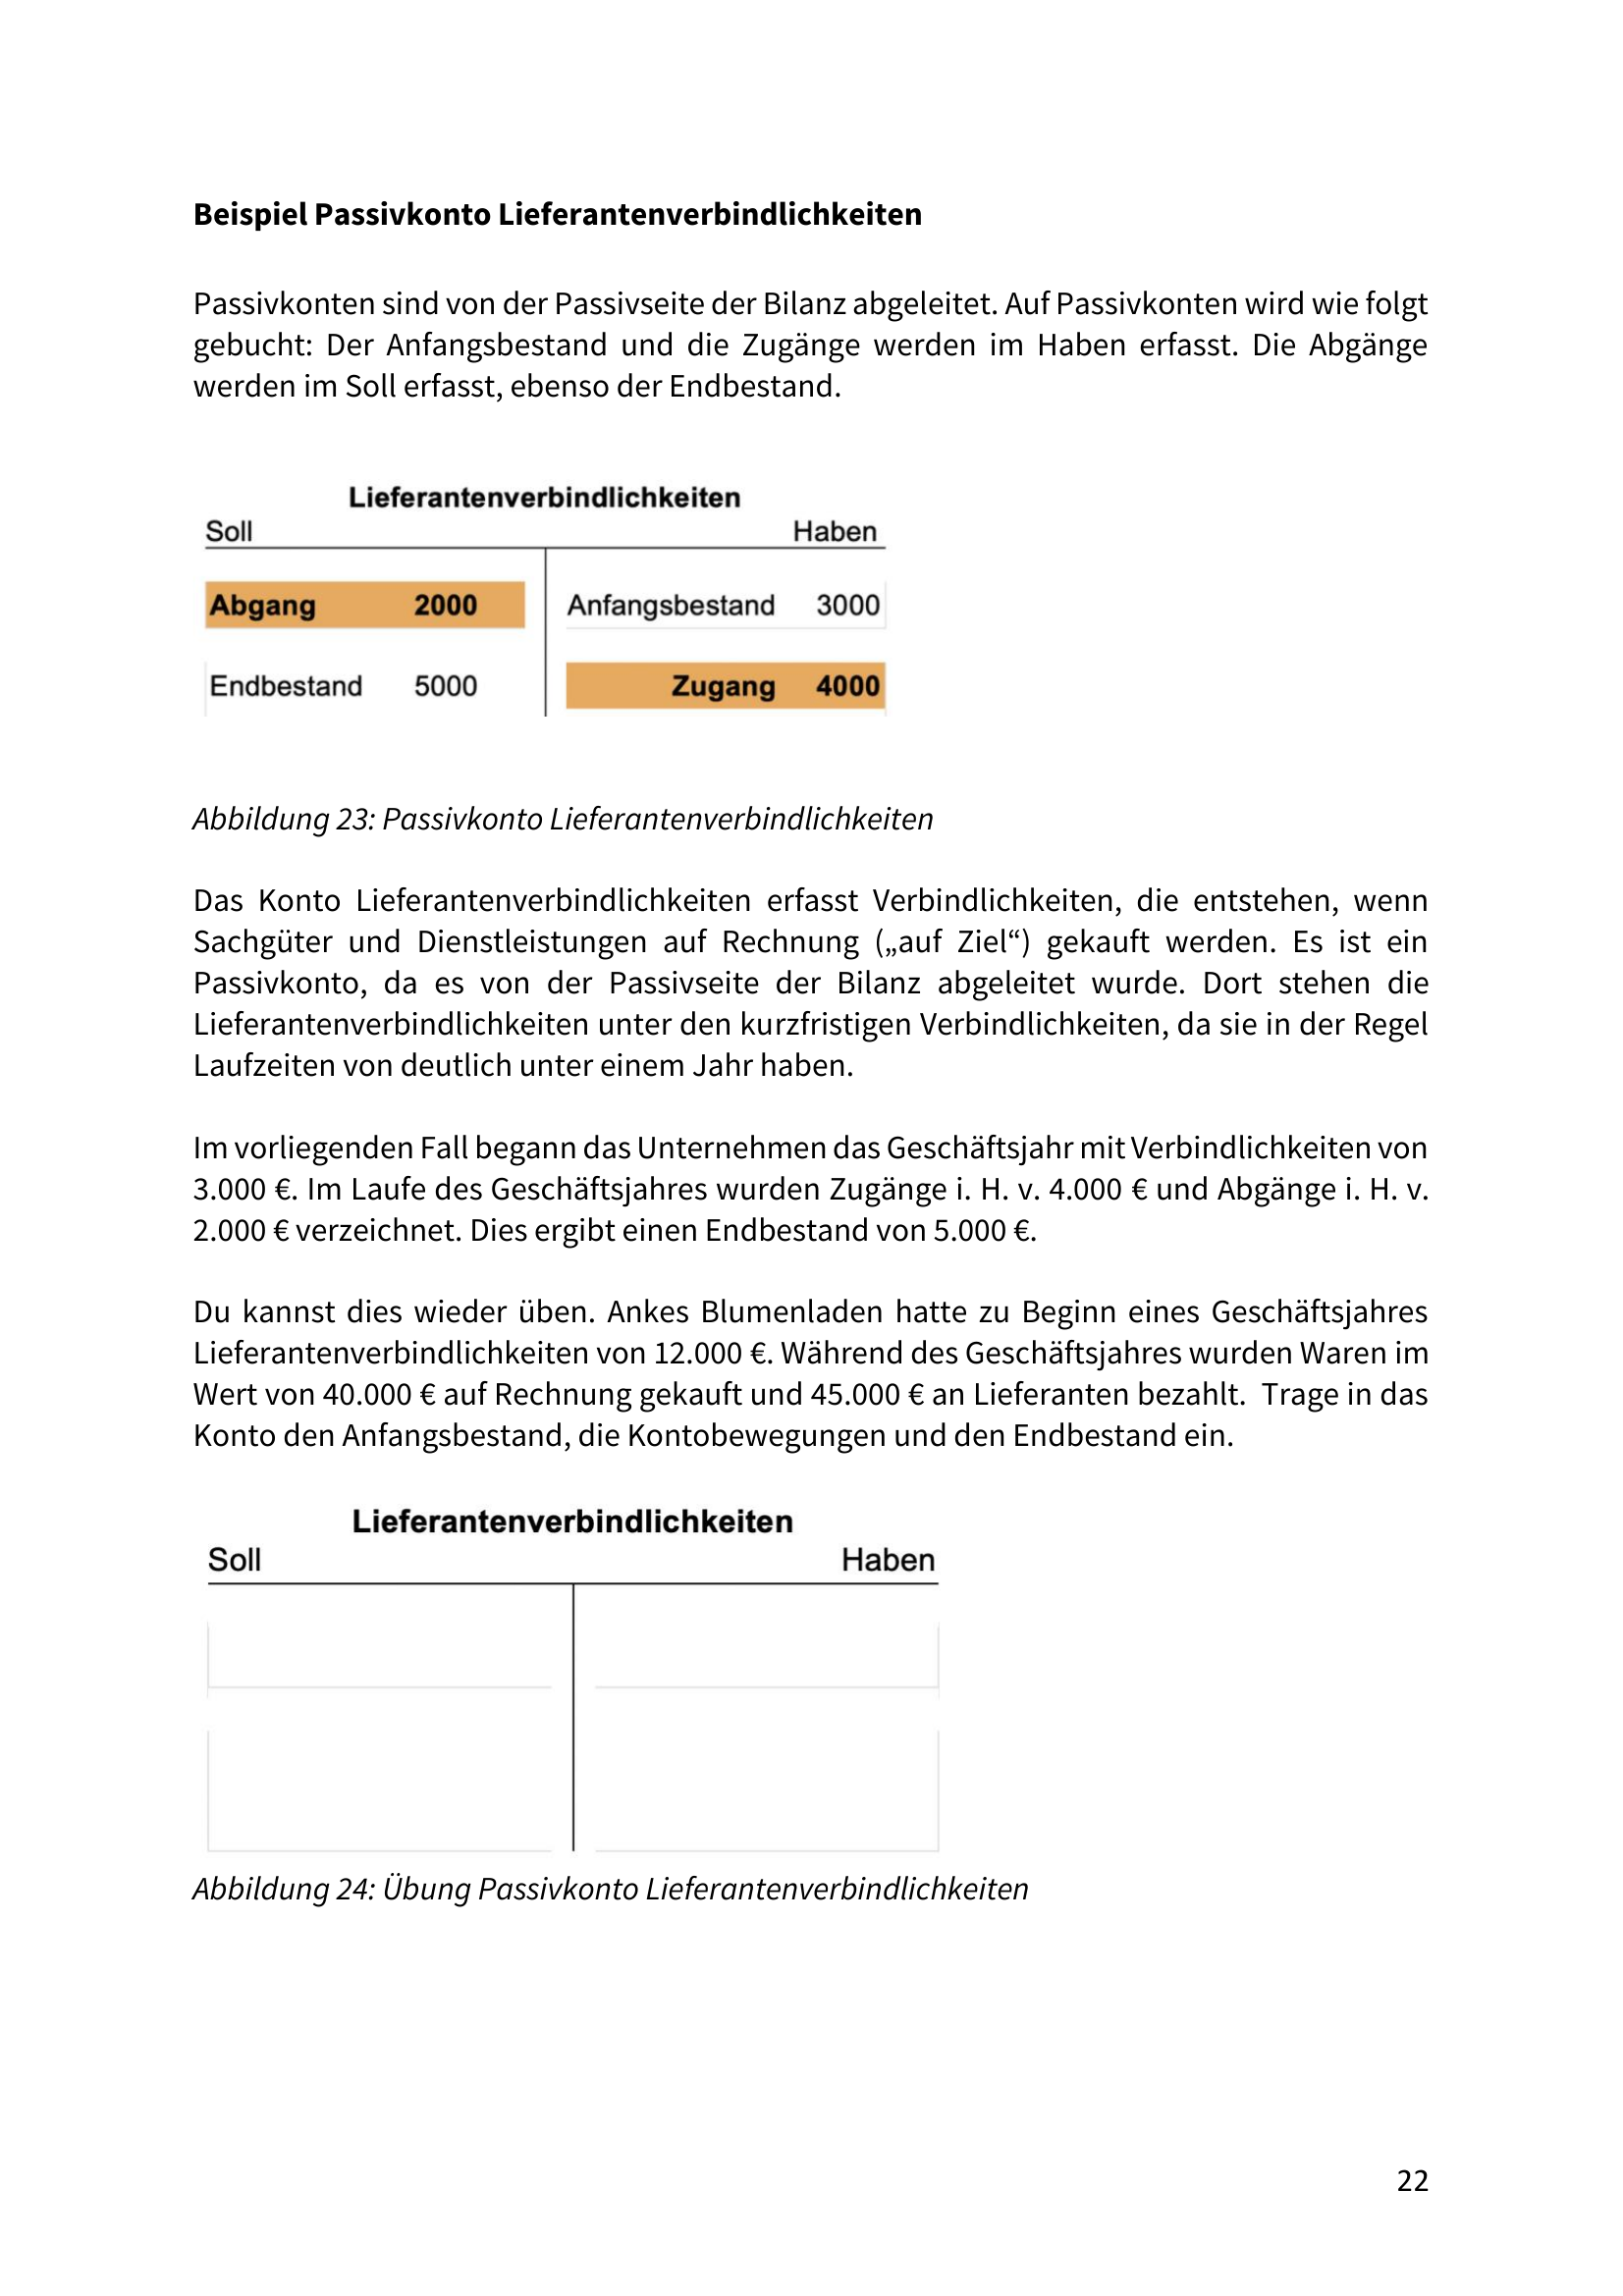 Beispiel Passivkonto Lieferantenverbindlichkeiten
Passivkonten sind von der Passivseite der Bilanz abgeleitet. Auf Passivkonten wird wie folgt
gebucht: Der Anfangsbestand und die Zugänge werden im Haben erfasst. Die Abgänge
werden im Soll erfasst, ebenso der Endbestand.
Lieferantenverbindlichkeiten
Soll Haben
Abgang 2000 Anfangsbestand 3000
Endbestand 5000 Zugang 4000
Abbildung 23: Passivkonto Lieferantenverbindlichkeiten
Das Konto Lieferantenverbindlichkeiten erfasst Verbindlichkeiten, die entstehen, wenn
Sachgüter und Dienstleistungen auf Rechnung („auf Ziel“) gekauft werden. Es ist ein
Passivkonto, da es von der Passivseite der Bilanz abgeleitet wurde. Dort stehen die
Lieferantenverbindlichkeiten unter den kurzfristigen Verbindlichkeiten, da sie in der Regel
Laufzeiten von deutlich unter einem Jahr haben.
Im vorliegenden Fall begann das Unternehmen das Geschäftsjahr mit Verbindlichkeiten von
3.000 €. Im Laufe des Geschäftsjahres wurden Zugänge i. H. v. 4.000 € und Abgänge i. H. v.
2.000 € verzeichnet. Dies ergibt einen Endbestand von 5.000 €.
Du kannst dies wieder üben. Ankes Blumenladen hatte zu Beginn eines Geschäftsjahres
Lieferantenverbindlichkeiten von 12.000 €. Während des Geschäftsjahres wurden Waren im
Wert von 40.000 € auf Rechnung gekauft und 45.000 € an Lieferanten bezahlt. Trage in das
Konto den Anfangsbestand, die Kontobewegungen und den Endbestand ein.
Lieferantenverbindlichkeiten
Soll Haben
Abbildung 24: Übung Passivkonto Lieferantenverbindlichkeiten
22